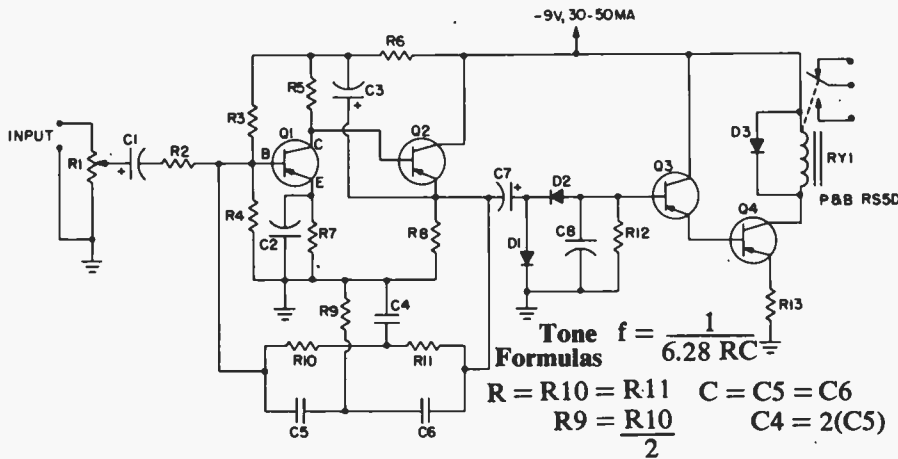 -9V, 30-50MA
R6
R5
C3
R3
Q1
Q2
INPUT
C1
R2
B
C
E
R1
+
+
R4
C2
R7
R8
C7
+
D2
D1
C8
R12
Q3
Q4
D3
RY1
P&B RS5D
R13
R9
C4
R10
R11
C5
C6
Tone f = 1
Formulas 6.28 RC
R = R10 = R11 C = C5 = C6
R9 = R10 C4 = 2(C5)
2